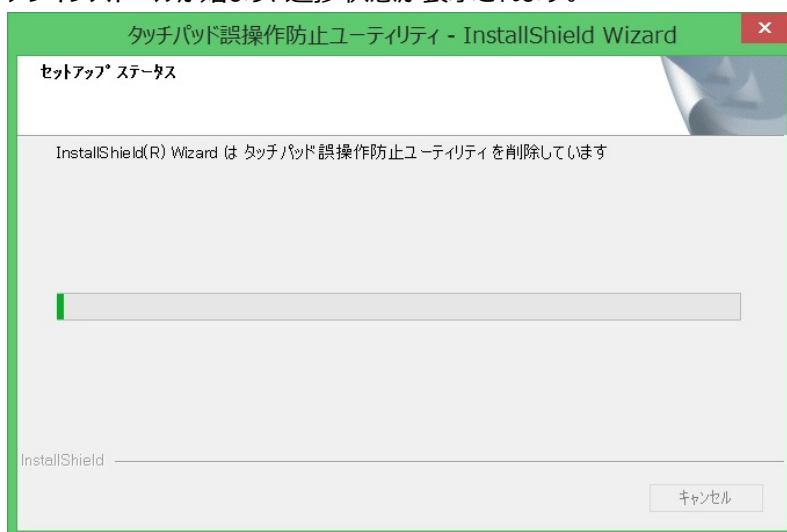 タッチパッド誤操作防止ユーティリティ - InstallShield Wizard
セットアップ ステータス
InstallShield(R) Wizard は タッチパッド誤操作防止ユーティリティ を削除しています
InstallShield
キャンセル